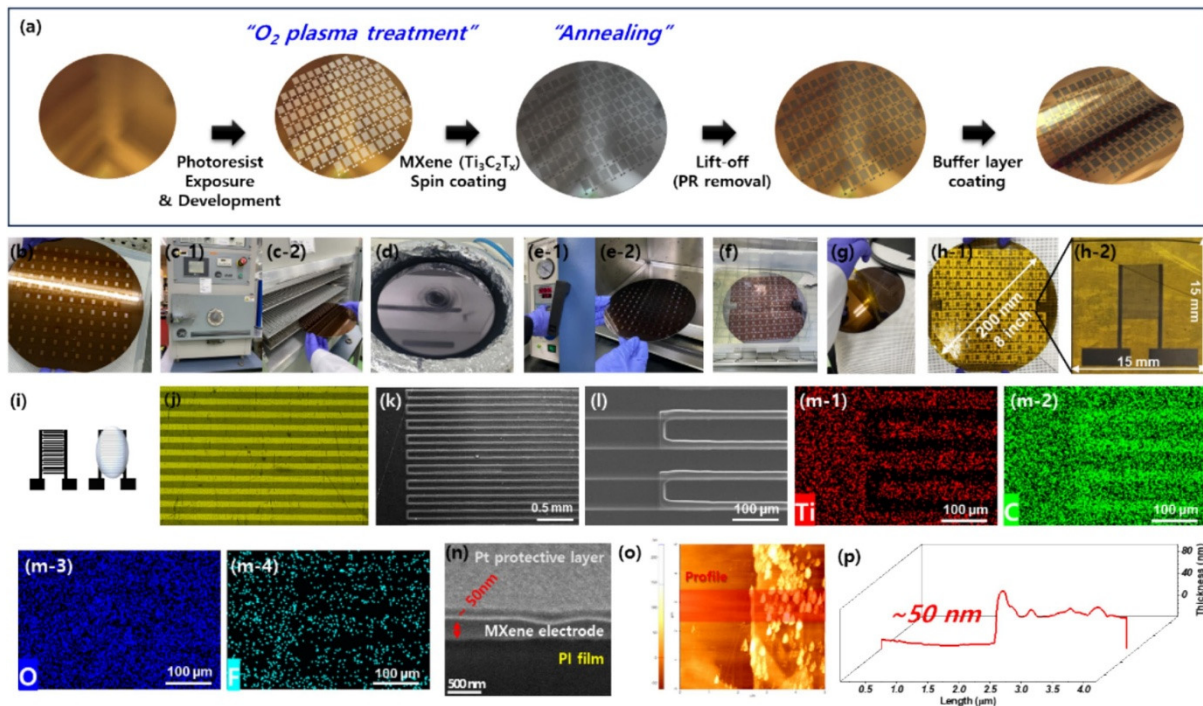 (a)
“O₂ plasma treatment”
“Annealing”
Photoresist
Exposure
& Development
MXene (Ti₃C₂Tₓ)
Spin coating
Lift-off
(PR removal)
Buffer layer
coating
(b)
(c-1)
(c-2)
(d)
(e-1)
(e-2)
(f)
(g)
(h-1)
200 mm
8 inch
(h-2)
15 mm
15 mm
(i)
(j)
(k)
0.5 mm
(l)
100 μm
(m-1)
Ti
100 μm
(m-2)
C
100 μm
(m-3)
O
100 μm
(m-4)
F
100 μm
(n)
Pt protective layer
~ 50nm
MXene electrode
PI film
500 nm
(o)
Profile
(p)
~50 nm
80
40
0
Thickness (nm)
0.5 1.0 1.5 2.0 2.5 3.0 3.5 4.0
Length (μm)